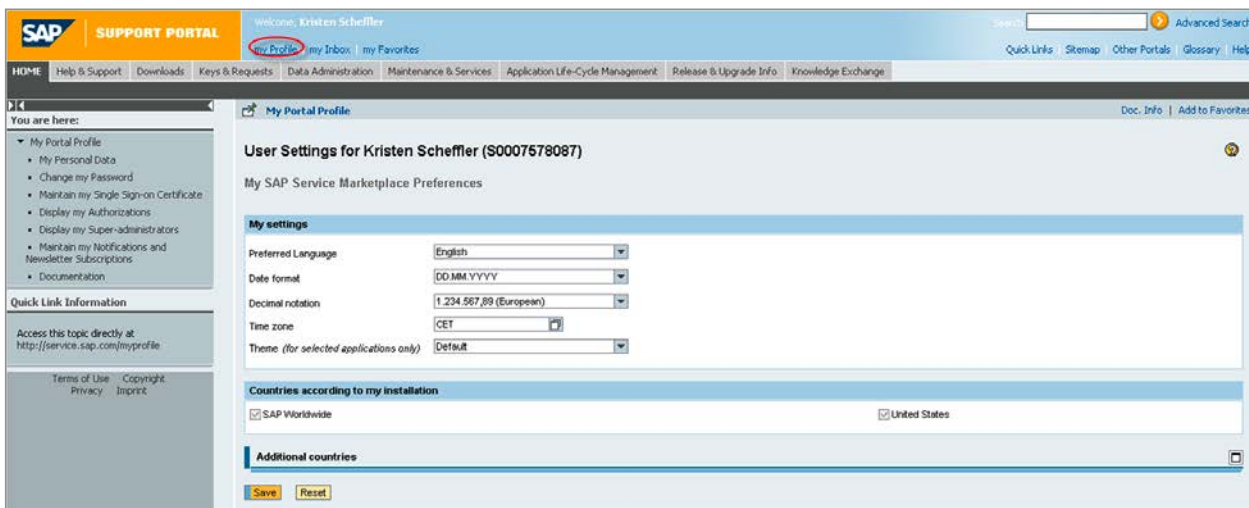 SAP SUPPORT PORTAL
Welcome, Kristen Scheffler
my Profile my Inbox my Favorites
Search: Advanced Search
Quick Links Sitemap Other Portals Glossary Help
HOME Help & Support Downloads Keys & Requests Data Administration Maintenance & Services Application Life-Cycle Management Release & Upgrade Info Knowledge Exchange
You are here:
My Portal Profile
My Personal Data
Change my Password
Maintain my Single Sign-on Certificate
Display my Authorizations
Display my Super-administrators
Maintain my Notifications and
Newsletter Subscriptions
Documentation
Quick Link Information
Access this topic directly at
http://service.sap.com/myprofile
Terms of Use Copyright
Privacy Imprint
My Portal Profile
Doc. Info | Add to Favorites
User Settings for Kristen Scheffler (S0007578087)
My SAP Service Marketplace Preferences
My settings
Preferred Language English
Date format DD.MM.YYYY
Decimal notation 1.234.567,89 (European)
Time zone CET
Theme (for selected applications only) Default
Countries according to my installation
SAP Worldwide United States
Additional countries
Save Reset